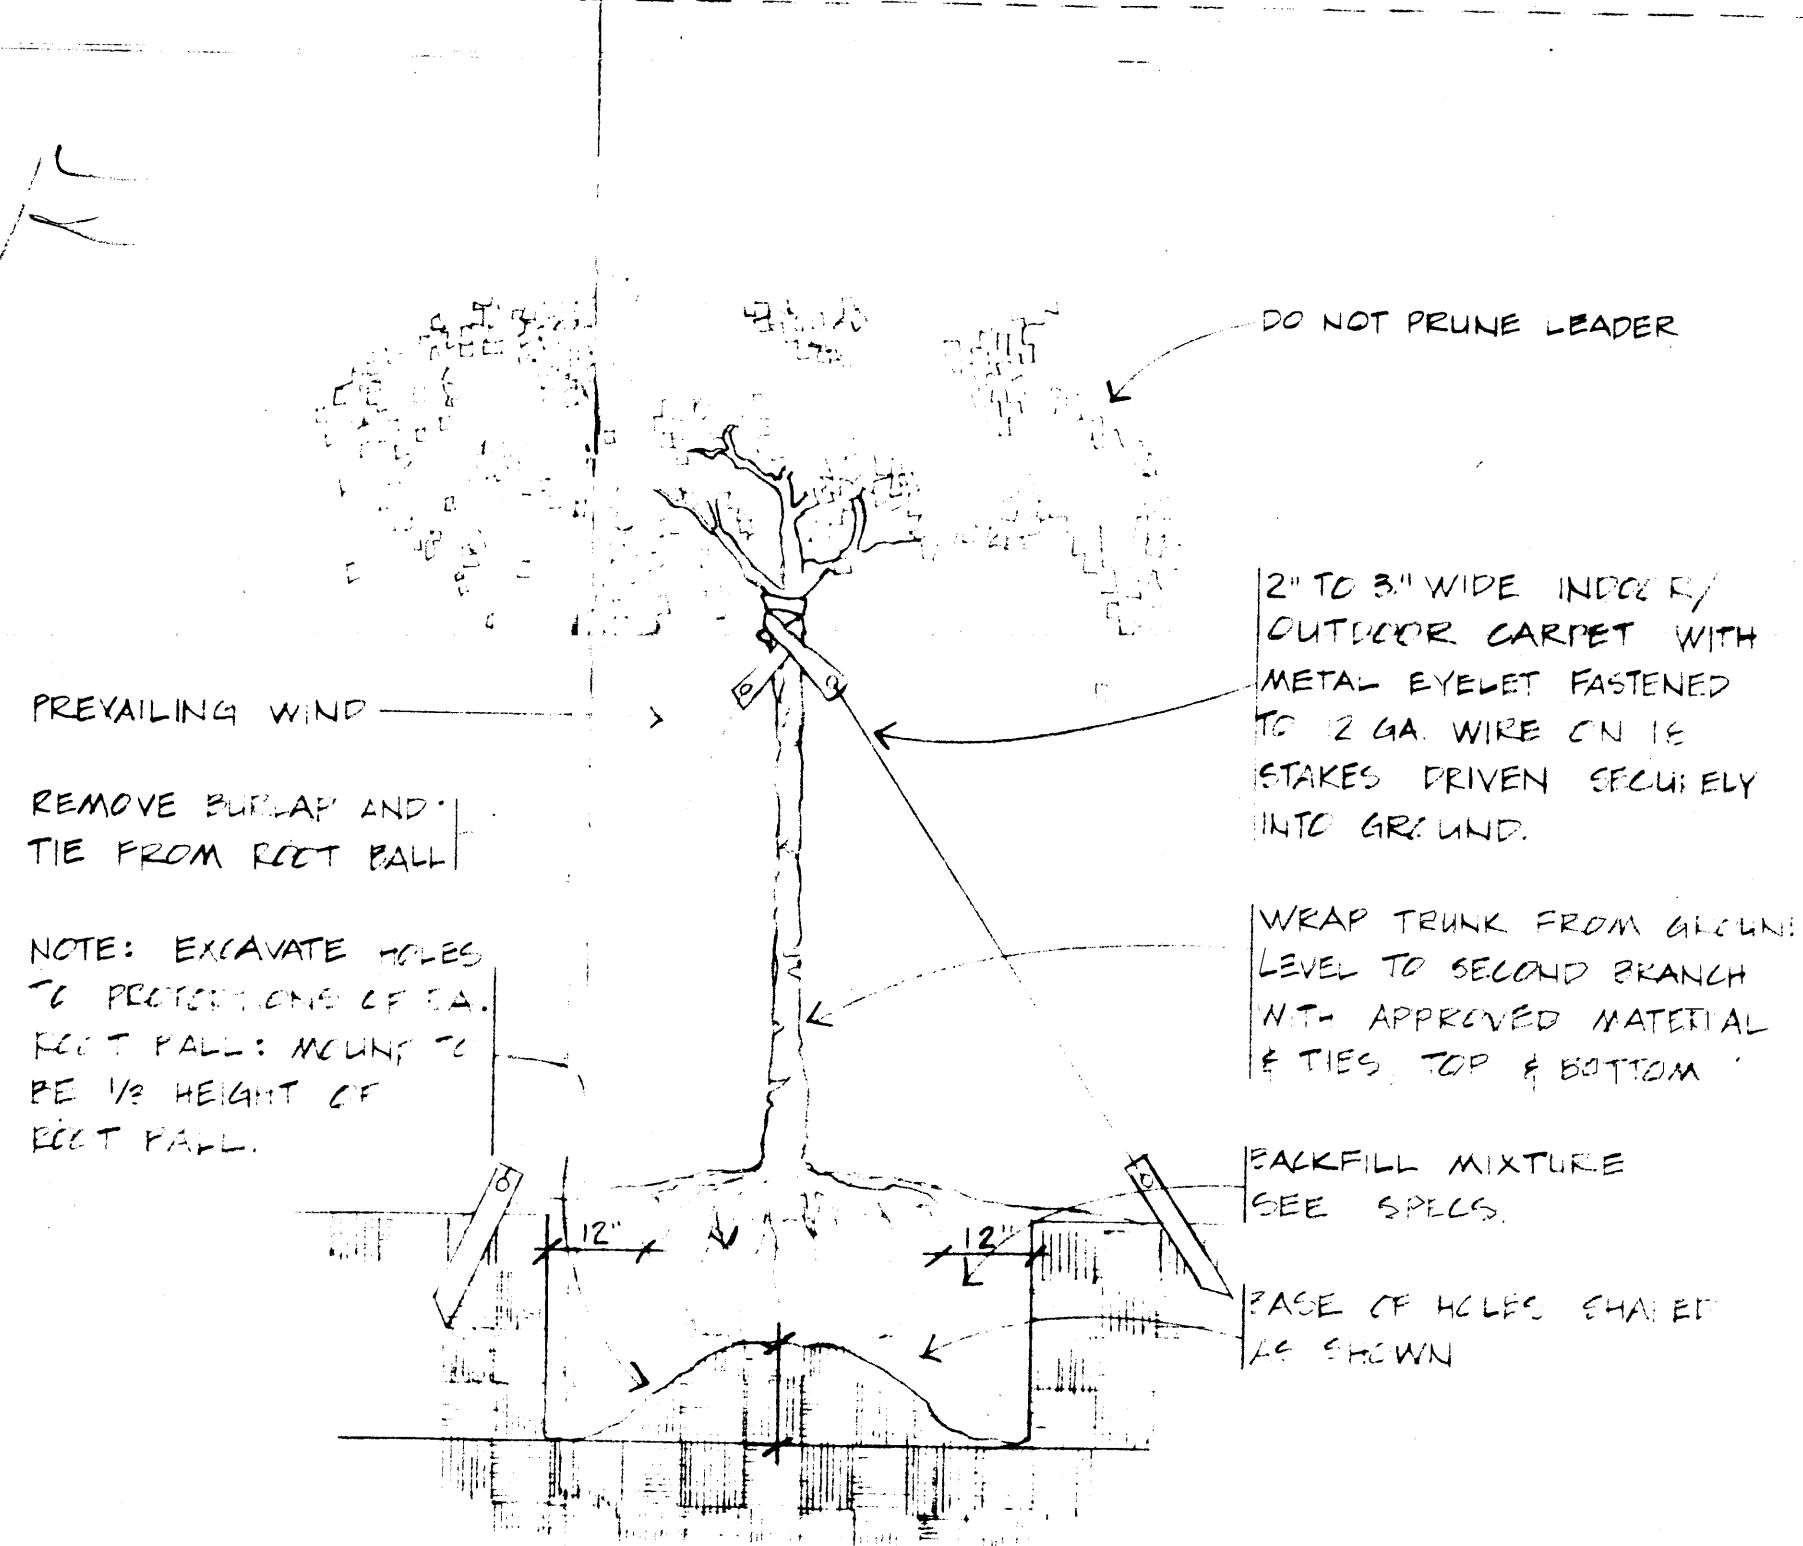 DO NOT PRUNE LEADER
2" TO 3" WIDE INDOOR/
OUTDOOR CARPET WITH
METAL EYELET FASTENED
TO 12 GA. WIRE ON 18
STAKES DRIVEN SECURELY
INTO GROUND.
PREVAILING WIND
REMOVE BURLAP AND
TIE FROM ROOT BALL
NOTE: EXCAVATE HOLES
TO PROPORTIONS OF EA.
ROOT BALL: MOUND TO
BE 1/3 HEIGHT OF
ROOT BALL.
WRAP TRUNK FROM GROUND
LEVEL TO SECOND BRANCH
WITH APPROVED MATERIAL
& TIES, TOP & BOTTOM
BACKFILL MIXTURE
SEE SPECS.
12"
12"
BASE OF HOLES SHAPED
AS SHOWN